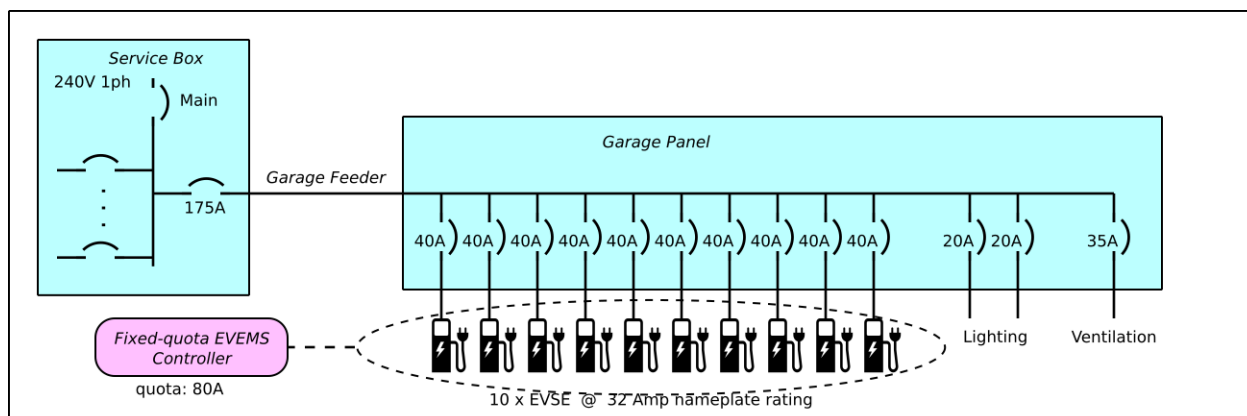 Service Box
240V 1ph
Main
175A
Garage Feeder
Garage Panel
40A 40A 40A 40A 40A 40A 40A 40A 40A 40A 20A 20A 35A
Fixed-quota EVEMS
Controller
quota: 80A
Lighting
Ventilation
10 x EVSE @ 32 Amp nameplate rating